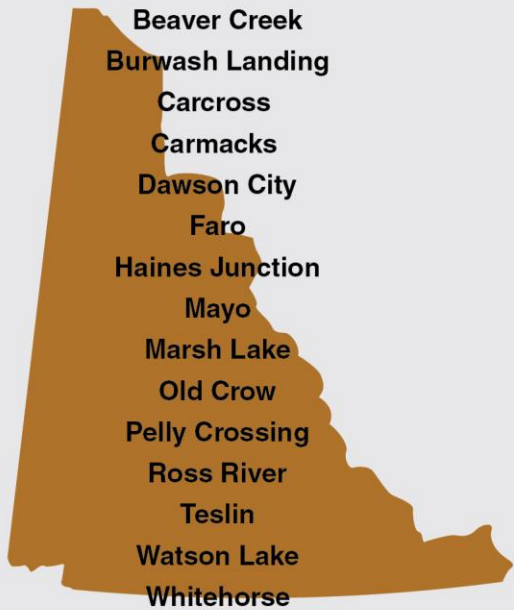 Beaver Creek
Burwash Landing
Carcross
Carmacks
Dawson City
Faro
Haines Junction
Mayo
Marsh Lake
Old Crow
Pelly Crossing
Ross River
Teslin
Watson Lake
Whitehorse